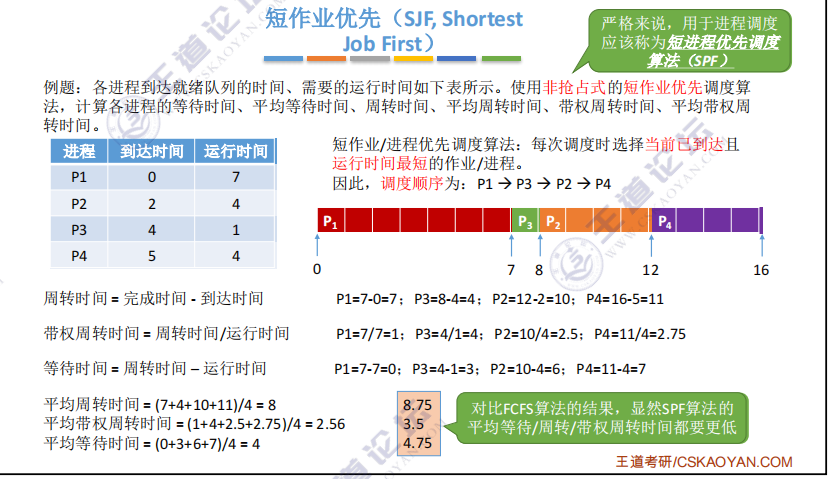 短作业优先（SJF, Shortest
Job First）
严格来说，用于进程调度
应该称为短进程优先调度
算法（SPF）
例题：各进程到达就绪队列的时间、需要的运行时间如下表所示。使用非抢占式的短作业优先调度算
法，计算各进程的等待时间、平均等待时间、周转时间、平均周转时间、带权周转时间、平均带权周
转时间。
进程 到达时间 运行时间
P1 0 7
P2 2 4
P3 4 1
P4 5 4
短作业/进程优先调度算法：每次调度时选择当前已到达且
运行时间最短的作业/进程。
因此，调度顺序为：P1 → P3 → P2 → P4
P1 P3 P2 P4
0 7 8 12 16
周转时间 = 完成时间 - 到达时间 P1=7-0=7；P3=8-4=4；P2=12-2=10；P4=16-5=11
带权周转时间 = 周转时间/运行时间 P1=7/7=1；P3=4/1=4；P2=10/4=2.5；P4=11/4=2.75
等待时间 = 周转时间 – 运行时间 P1=7-7=0；P3=4-1=3；P2=10-4=6；P4=11-4=7
平均周转时间 = (7+4+10+11)/4 = 8 8.75
平均带权周转时间 = (1+4+2.5+2.75)/4 = 2.56 3.5
平均等待时间 = (0+3+6+7)/4 = 4 4.75
对比FCFS算法的结果，显然SPF算法的
平均等待/周转/带权周转时间都要更低
王道考研/CSKAOYAN.COM
王道论坛
WWW.CSKAOYAN.COM